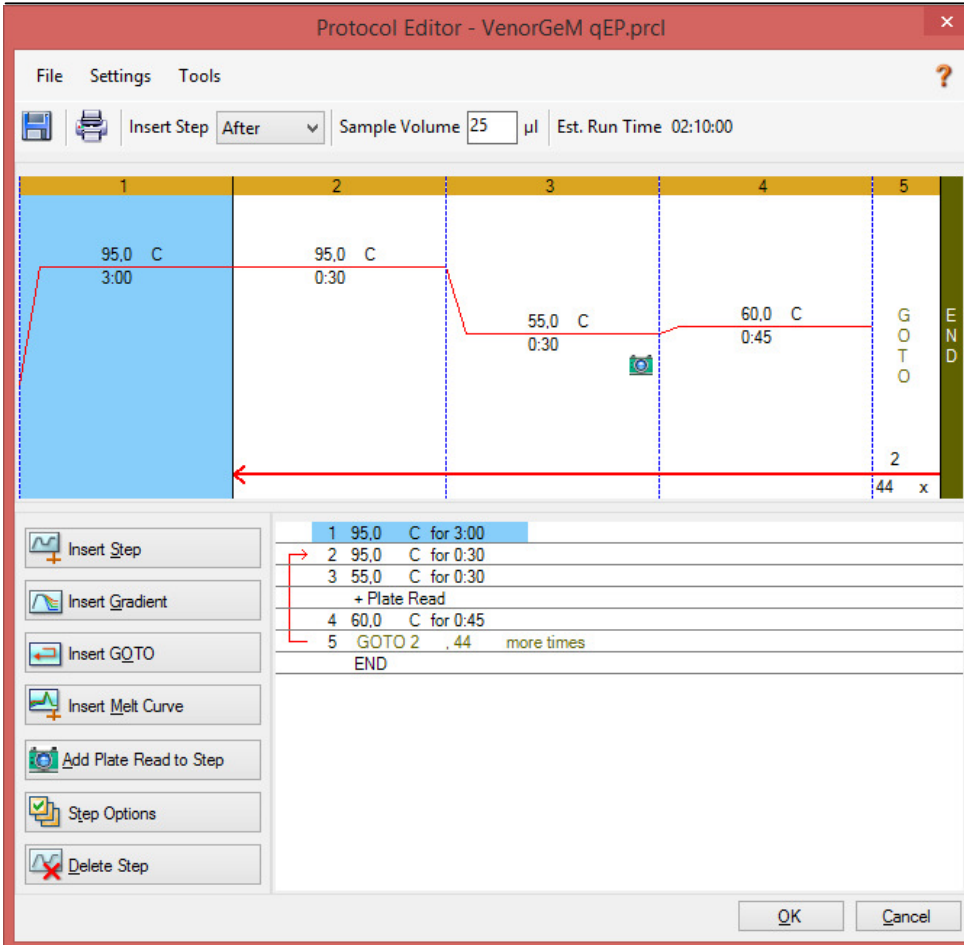 Protocol Editor - VenorGeM qEP.prcl
×
File Settings Tools
?
Insert Step After Sample Volume 25 µl Est. Run Time 02:10:00
1 2 3 4 5
95,0 C
3:00
95,0 C
0:30
55,0 C
0:30
60,0 C
0:45
GOTO
END
2
44 x
Insert Step
Insert Gradient
Insert GOTO
Insert Melt Curve
Add Plate Read to Step
Step Options
Delete Step
1 95,0 C for 3:00
2 95,0 C for 0:30
3 55,0 C for 0:30
+ Plate Read
4 60,0 C for 0:45
5 GOTO 2 , 44 more times
END
OK Cancel